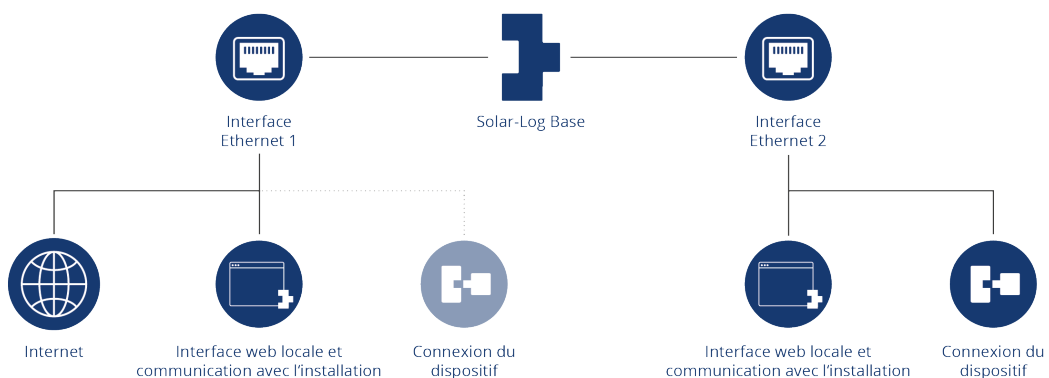 Interface
Ethernet 1
Solar-Log Base
Interface
Ethernet 2
Internet
Interface web locale et
communication avec l’installation
Connexion du
dispositif
Interface web locale et
communication avec l’installation
Connexion du
dispositif